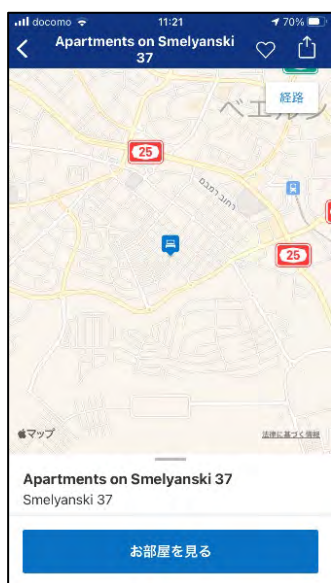 docomo 11:21 70%
Apartments on Smelyanski
37
経路
ベエルシ
25
רחוב רמבם
25
マップ
法律に基づく情報
Apartments on Smelyanski 37
Smelyanski 37
お部屋を見る